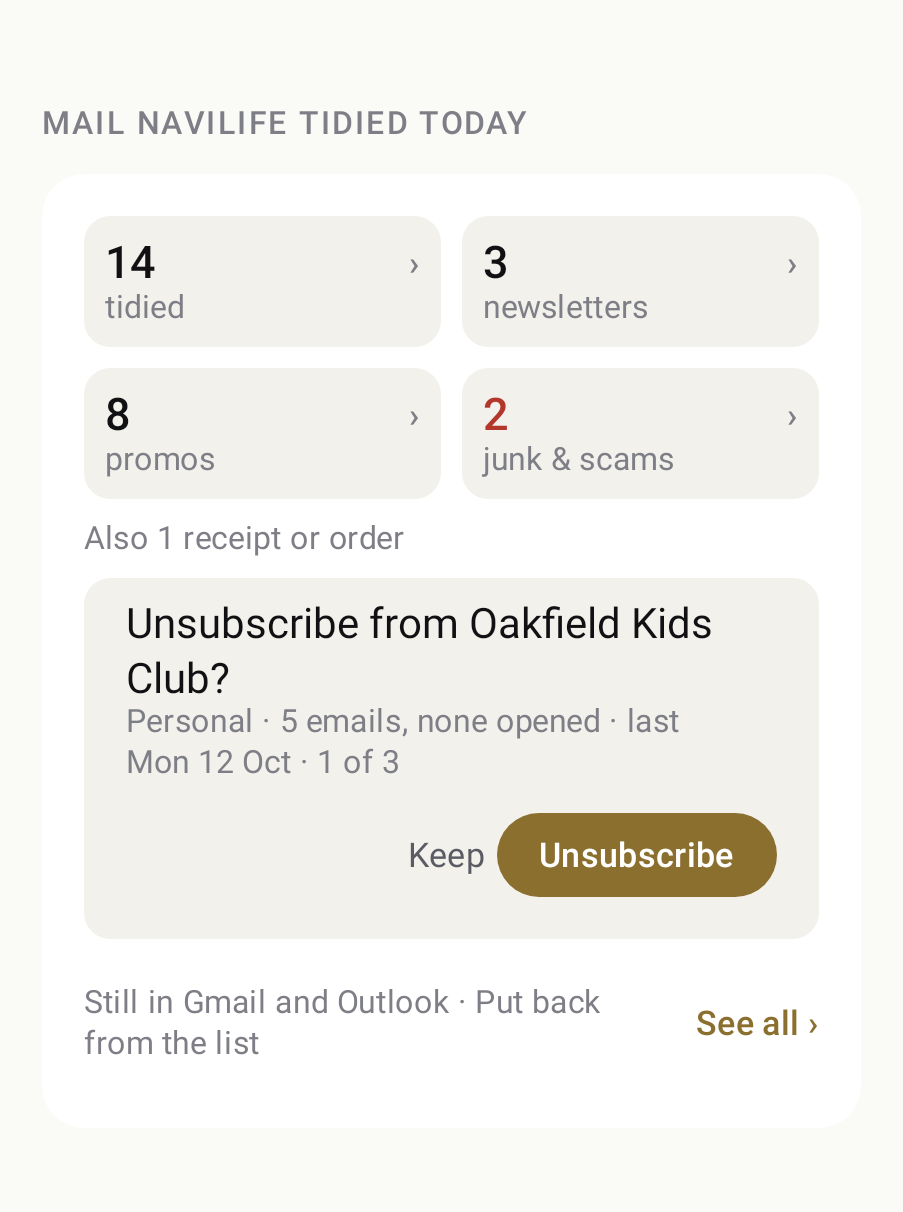 MAIL NAVILIFE TIDIED TODAY
14 ›
tidied
3 ›
newsletters
8 ›
promos
2 ›
junk & scams
Also 1 receipt or order
Unsubscribe from Oakfield Kids
Club?
Personal · 5 emails, none opened · last
Mon 12 Oct · 1 of 3
Keep
Unsubscribe
Still in Gmail and Outlook · Put back
from the list
See all ›